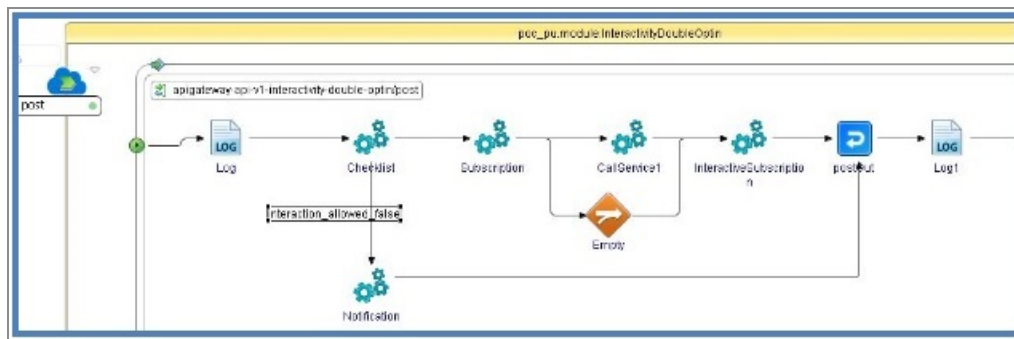 poc_pu.module.InteractivityDoubleOptin
post
apigateway-api-v1-interactivity-double-optin/post
LOG
LOG
Log
Checklist
Subscription
CallService1
InteractiveSubscriptio
n
postOut
Log1
interaction_allowed_false
Empty
Notification